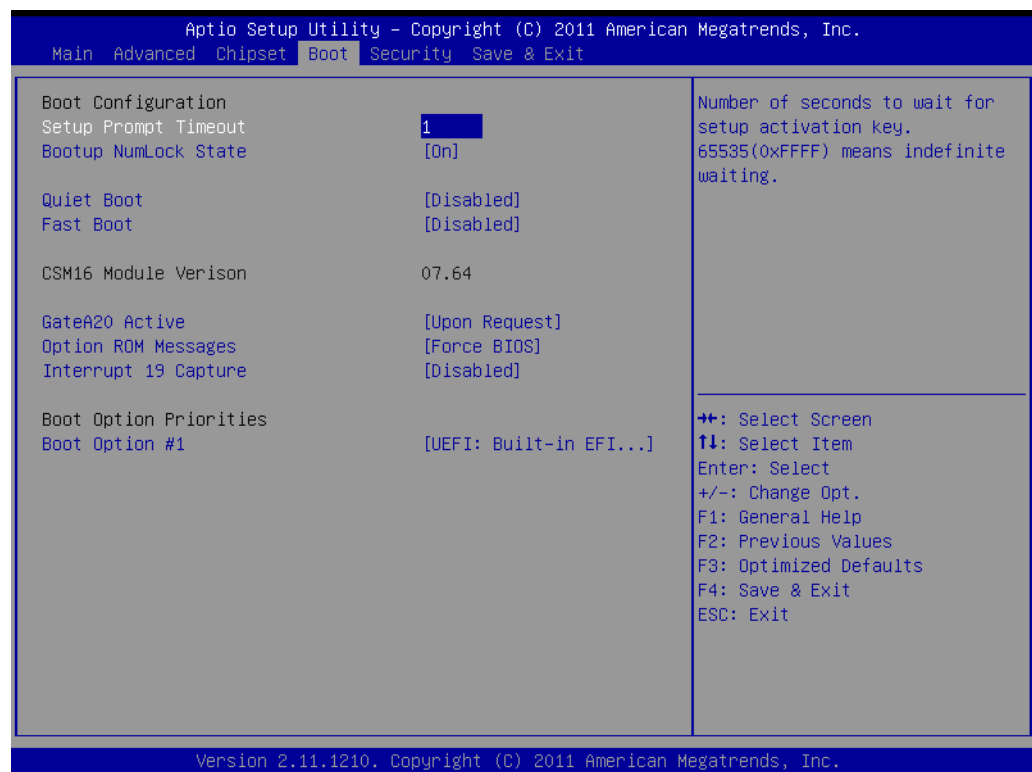 Aptio Setup Utility – Copyright (C) 2011 American Megatrends, Inc.
Main Advanced Chipset Boot Security Save & Exit
Boot Configuration
Setup Prompt Timeout 1
Bootup NumLock State [On]
Quiet Boot [Disabled]
Fast Boot [Disabled]
CSM16 Module Verison 07.64
GateA20 Active [Upon Request]
Option ROM Messages [Force BIOS]
Interrupt 19 Capture [Disabled]
Boot Option Priorities
Boot Option #1 [UEFI: Built-in EFI...]
Number of seconds to wait for
setup activation key.
65535(0xFFFF) means indefinite
waiting.
→←: Select Screen
↑↓: Select Item
Enter: Select
+/-: Change Opt.
F1: General Help
F2: Previous Values
F3: Optimized Defaults
F4: Save & Exit
ESC: Exit
Version 2.11.1210. Copyright (C) 2011 American Megatrends, Inc.